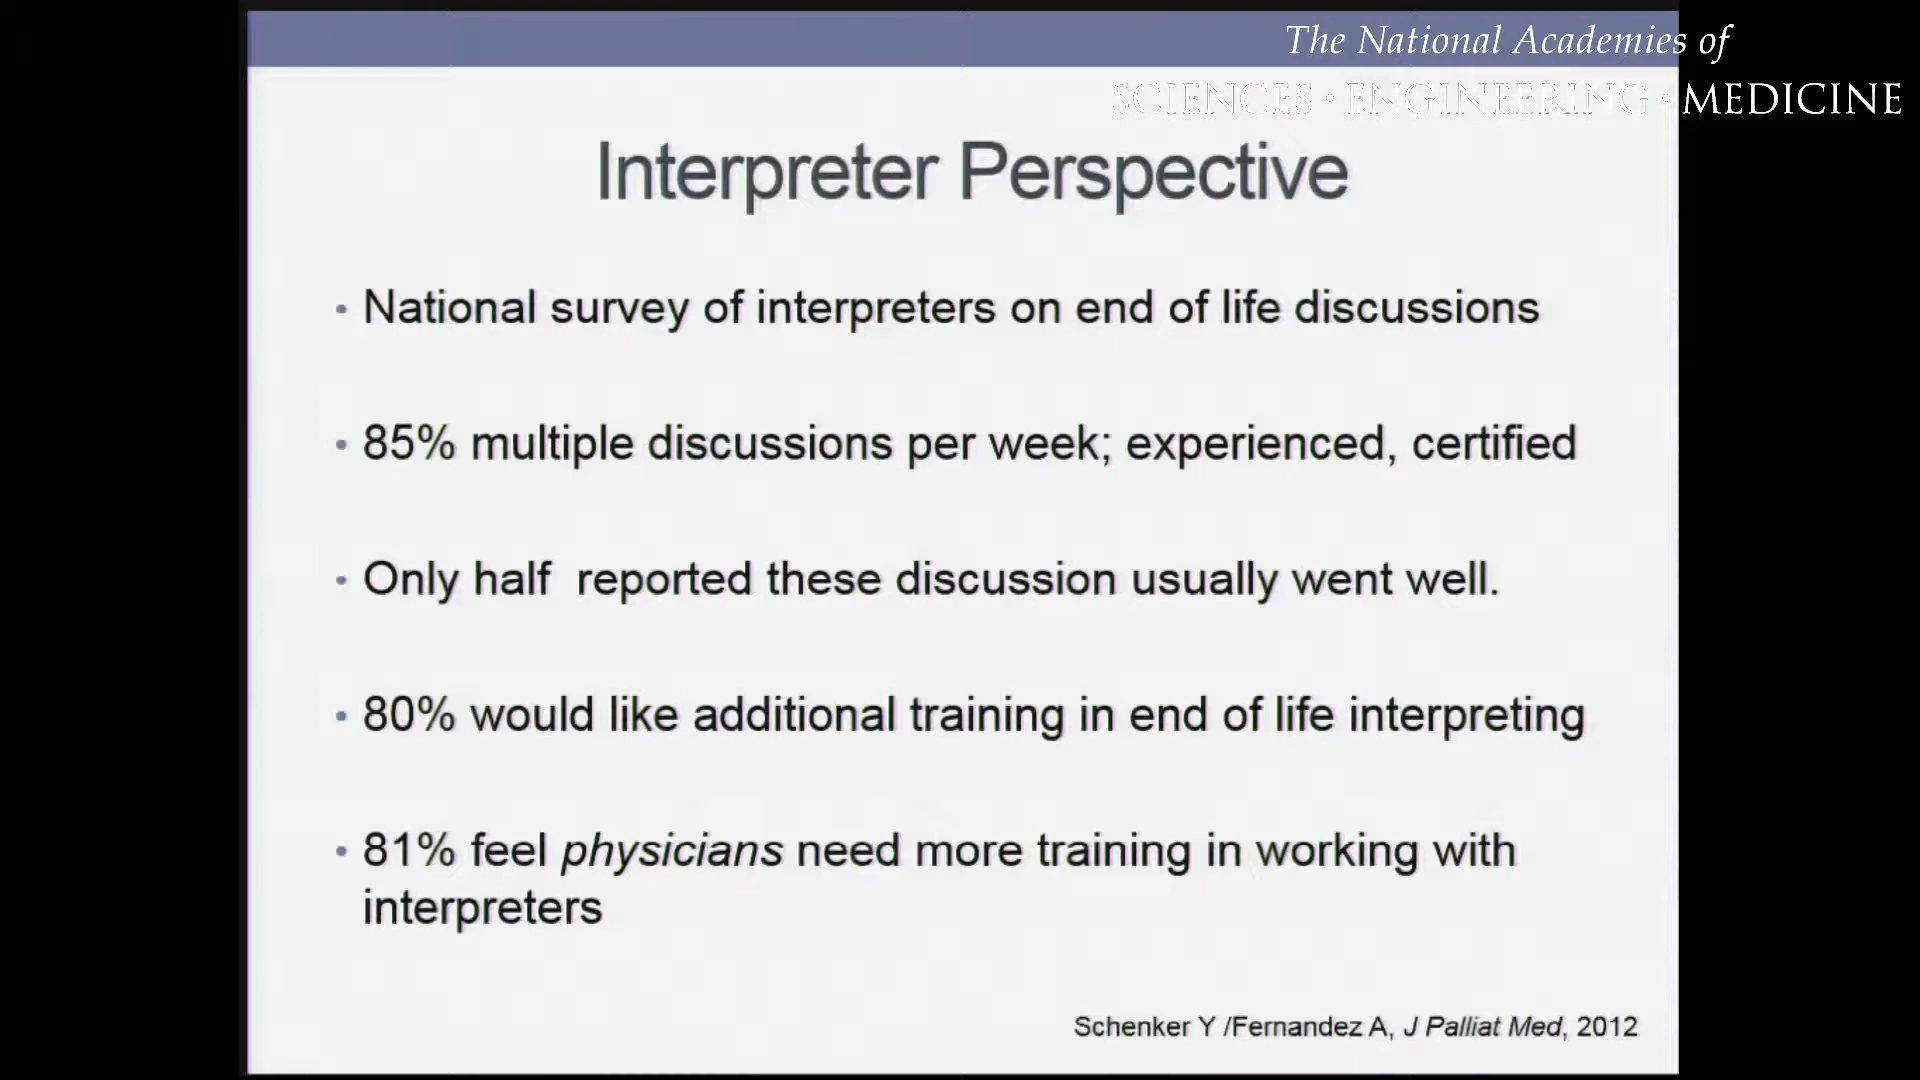 The National Academies of
SCIENCES · ENGINEERING · MEDICINE
Interpreter Perspective
• National survey of interpreters on end of life discussions
• 85% multiple discussions per week; experienced, certified
• Only half reported these discussion usually went well.
• 80% would like additional training in end of life interpreting
• 81% feel physicians need more training in working with
interpreters
Schenker Y /Fernandez A, J Palliat Med, 2012